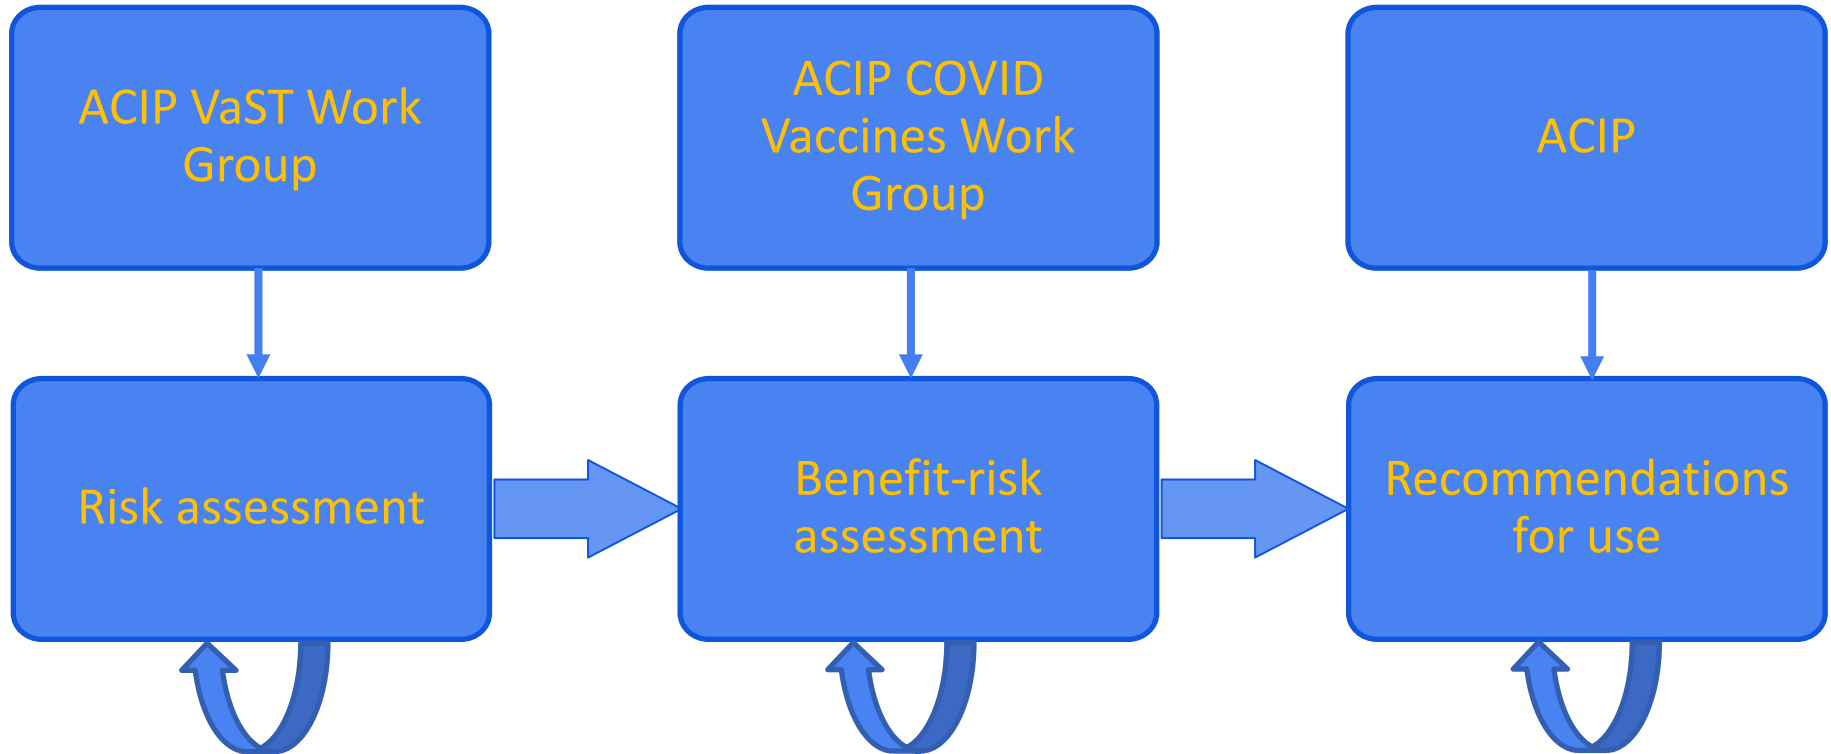 ACIP VaST Work
Group
ACIP COVID
Vaccines Work
Group
ACIP
Risk assessment
Benefit-risk
assessment
Recommendations
for use